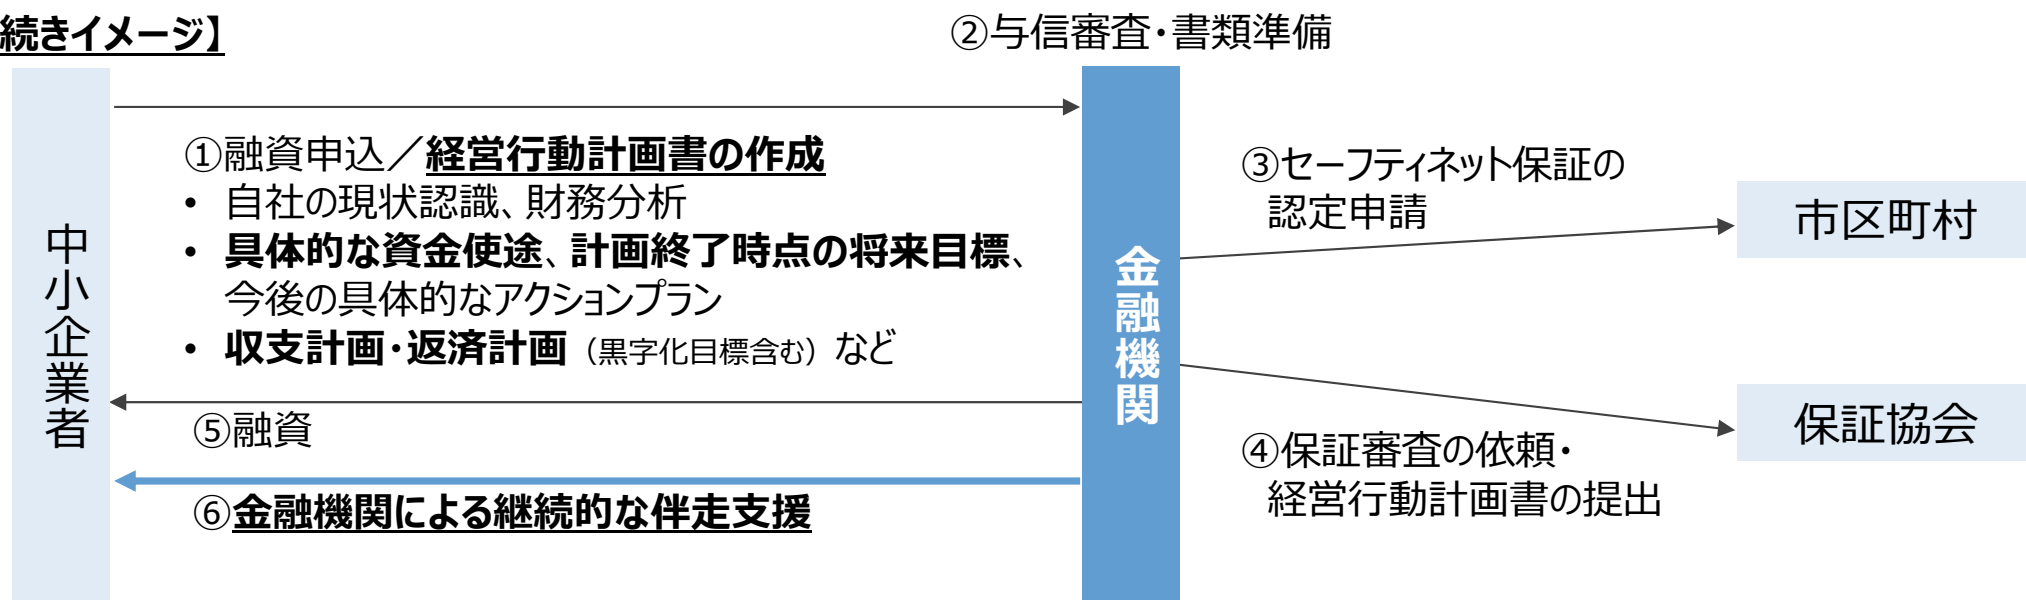 続きイメージ】
②与信審査・書類準備
中小企業者
①融資申込／経営行動計画書の作成
• 自社の現状認識、財務分析
• 具体的な資金使途、計画終了時点の将来目標、
今後の具体的なアクションプラン
• 収支計画・返済計画（黒字化目標含む）など
⑤融資
⑥金融機関による継続的な伴走支援
金融機関
③セーフティネット保証の
認定申請
市区町村
保証協会
④保証審査の依頼・
経営行動計画書の提出